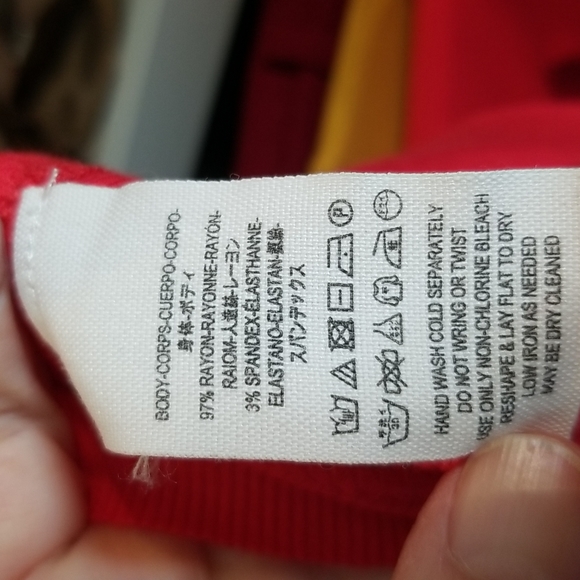 BODY-CORPS-CUERPO-CORPO-
身体-ボディ
97% RAYON-RAYONNE-RAYÓN-
RAIOM-人造絲-レーヨン
3% SPANDEX-ÉLASTHANNE-
ELASTANO-ELASTAN-
スパンデックス
P
HAND WASH COLD SEPARATELY
DO NOT WRING OR TWIST
USE ONLY NON-CHLORINE BLEACH
RESHAPE & LAY FLAT TO DRY
LOW IRON AS NEEDED
MAY BE DRY CLEANED